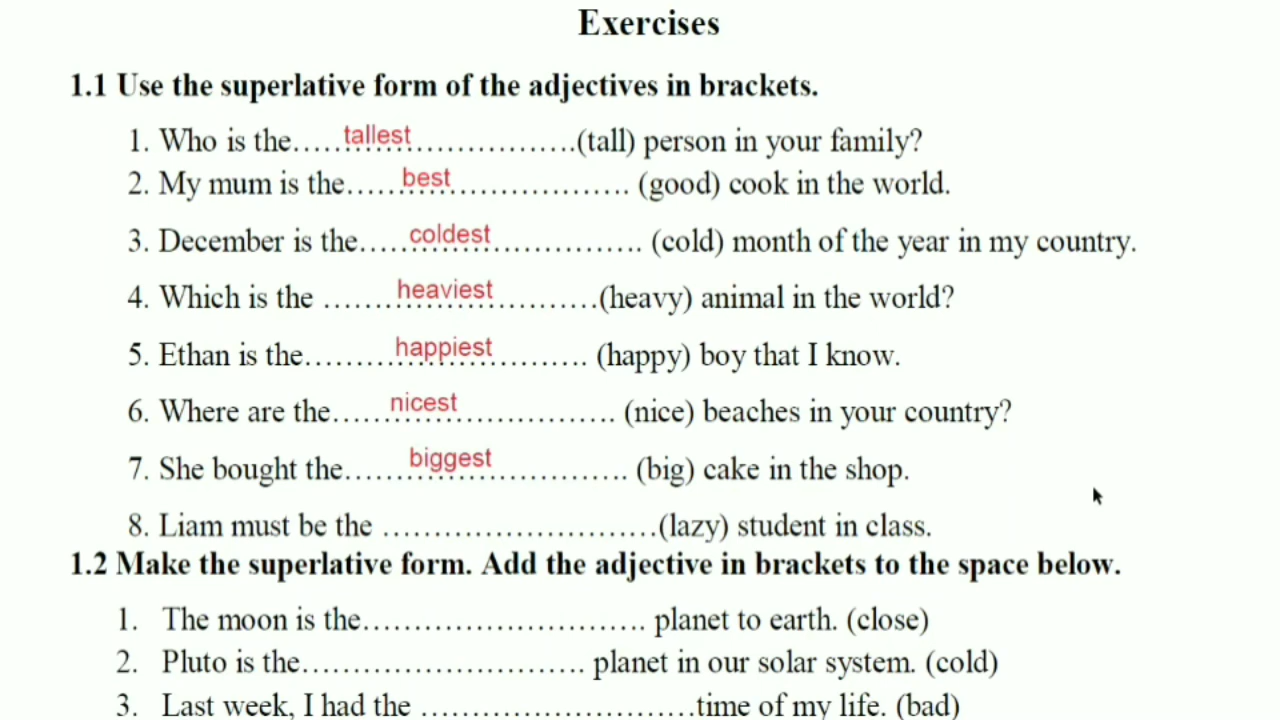 Exercises
1.1 Use the superlative form of the adjectives in brackets.
1. Who is the.....tallest.....(tall) person in your family?
2. My mum is the.....best..... (good) cook in the world.
3. December is the.....coldest..... (cold) month of the year in my country.
4. Which is the .....heaviest.....(heavy) animal in the world?
5. Ethan is the.....happiest..... (happy) boy that I know.
6. Where are the.....nicest..... (nice) beaches in your country?
7. She bought the.....biggest..... (big) cake in the shop.
8. Liam must be the ..............................(lazy) student in class.
1.2 Make the superlative form. Add the adjective in brackets to the space below.
1. The moon is the.............................. planet to earth. (close)
2. Pluto is the.............................. planet in our solar system. (cold)
3. Last week, I had the ..............................time of my life. (bad)